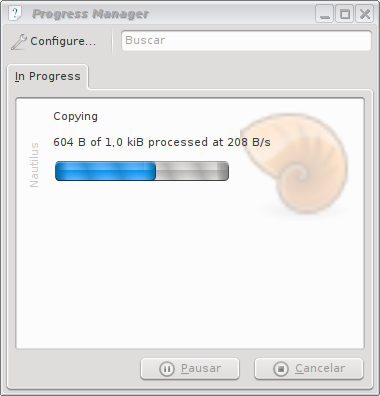 Progress Manager
Configure... Buscar
In Progress
Copying
604 B of 1,0 kiB processed at 208 B/s
Nautilus
Pausar Cancelar